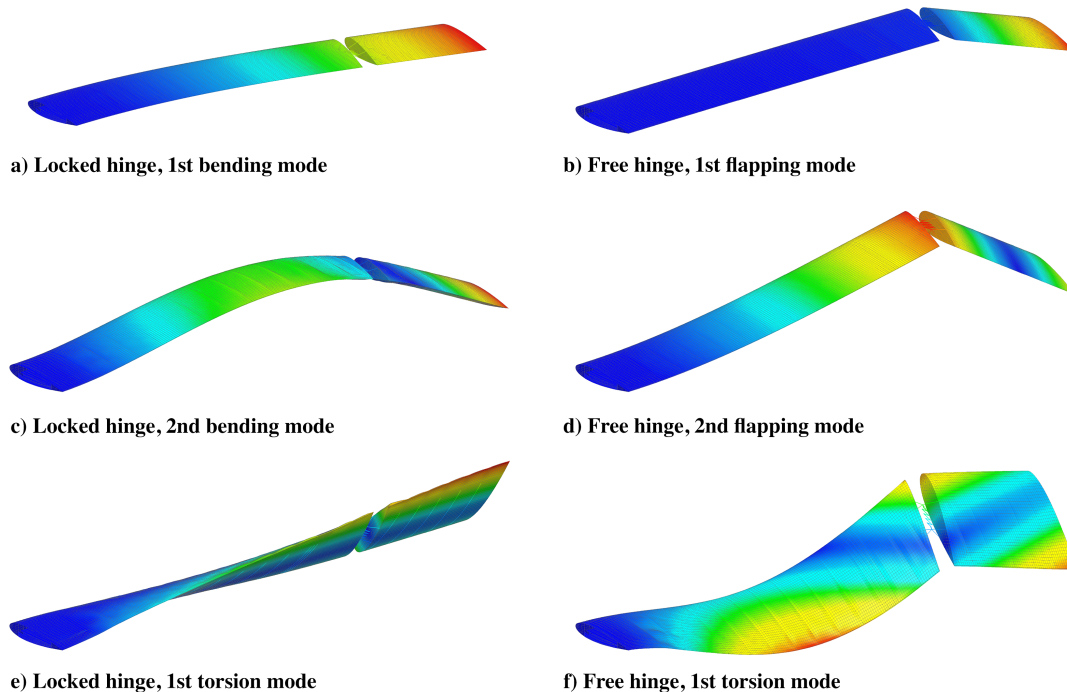 a) Locked hinge, 1st bending mode
b) Free hinge, 1st flapping mode
c) Locked hinge, 2nd bending mode
d) Free hinge, 2nd flapping mode
e) Locked hinge, 1st torsion mode
f) Free hinge, 1st torsion mode